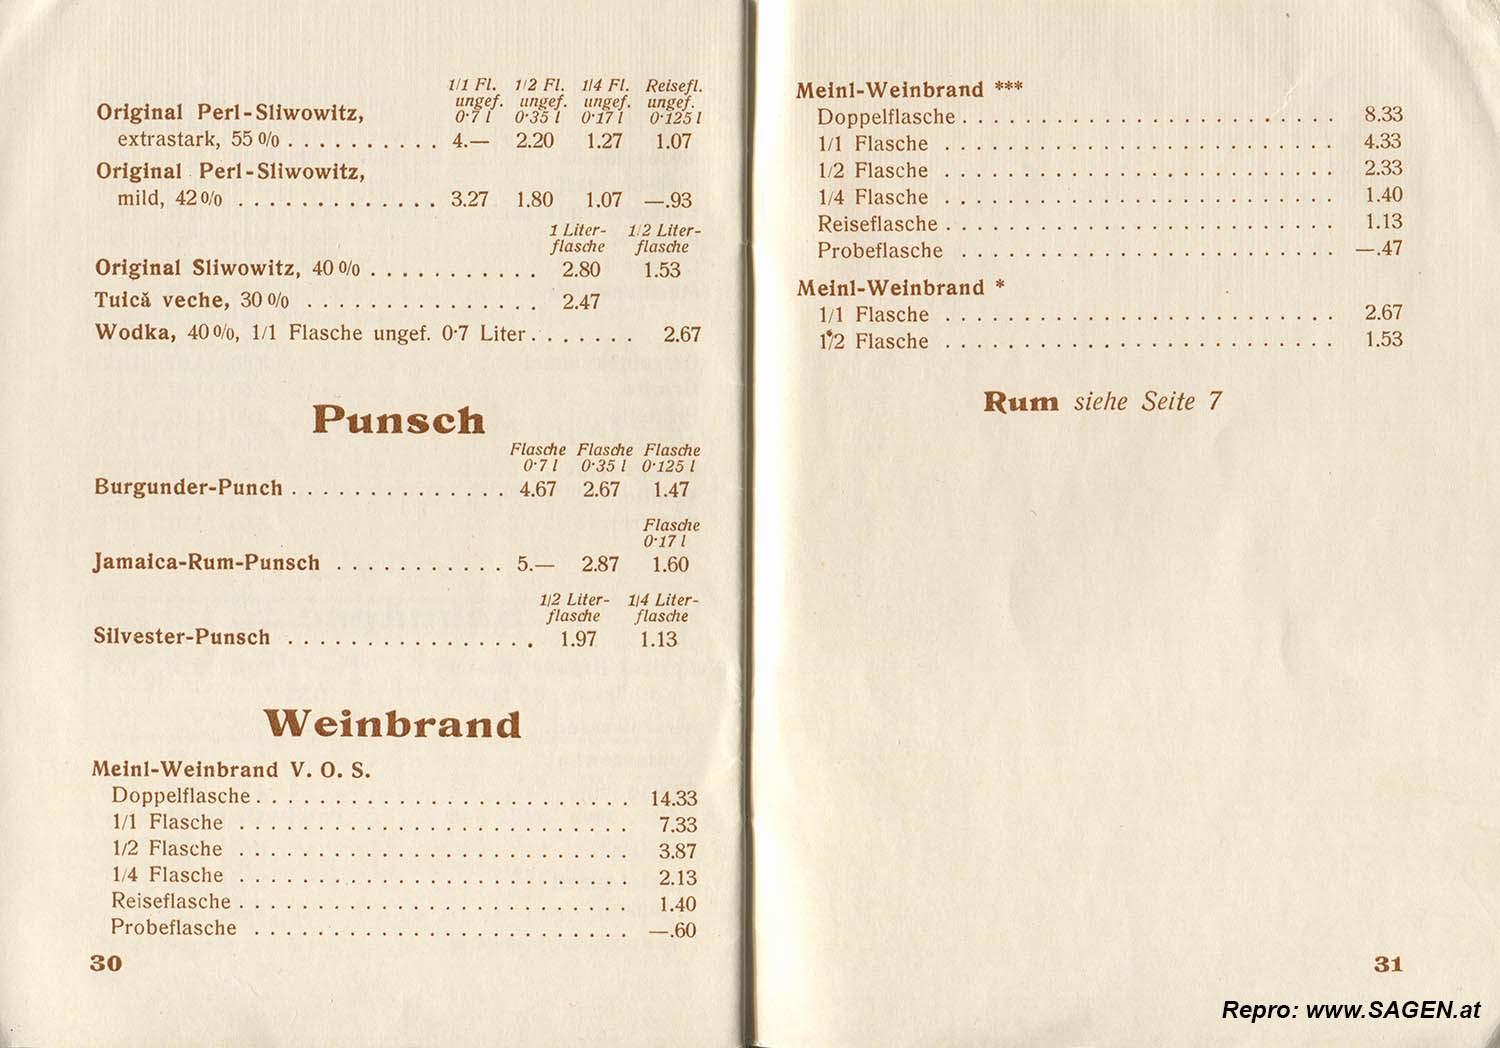 1/1 Fl. 1/2 Fl. 1/4 Fl. Reisefl.
ungef. ungef. ungef. ungef.
Original Perl-Sliwowitz, 0·7 l 0·35 l 0·17 l 0·125 l
extrastark, 55% . . . . . . . . . . 4.— 2.20 1.27 1.07
Original Perl-Sliwowitz,
mild, 42% . . . . . . . . . . . . . 3.27 1.80 1.07 —.93
1 Liter- 1/2 Liter-
flasche flasche
Original Sliwowitz, 40% . . . . . . . . . . . 2.80 1.53
Tuică veche, 30% . . . . . . . . . . . . . . . 2.47
Wodka, 40%, 1/1 Flasche ungef. 0·7 Liter . . . . . . . 2.67
Punsch
Flasche Flasche Flasche
0·7 l 0·35 l 0·125 l
Burgunder-Punch . . . . . . . . . . . . . . 4.67 2.67 1.47
Flasche
0·17 l
Jamaica-Rum-Punsch . . . . . . . . . . . 5.— 2.87 1.60
1/2 Liter- 1/4 Liter-
flasche flasche
Silvester-Punsch . . . . . . . . . . . . . . . . 1.97 1.13
Weinbrand
Meinl-Weinbrand V. O. S.
Doppelflasche . . . . . . . . . . . . . . . . . . . . . . . . 14.33
1/1 Flasche . . . . . . . . . . . . . . . . . . . . . . . . . 7.33
1/2 Flasche . . . . . . . . . . . . . . . . . . . . . . . . . 3.87
1/4 Flasche . . . . . . . . . . . . . . . . . . . . . . . . . 2.13
Reiseflasche . . . . . . . . . . . . . . . . . . . . . . . . . 1.40
Probeflasche . . . . . . . . . . . . . . . . . . . . . . . . —.60
30
Meinl-Weinbrand ***
Doppelflasche . . . . . . . . . . . . . . . . . . . . . . . . 8.33
1/1 Flasche . . . . . . . . . . . . . . . . . . . . . . . . . 4.33
1/2 Flasche . . . . . . . . . . . . . . . . . . . . . . . . . 2.33
1/4 Flasche . . . . . . . . . . . . . . . . . . . . . . . . . 1.40
Reiseflasche . . . . . . . . . . . . . . . . . . . . . . . . . 1.13
Probeflasche . . . . . . . . . . . . . . . . . . . . . . . . —.47
Meinl-Weinbrand *
1/1 Flasche . . . . . . . . . . . . . . . . . . . . . . . . . 2.67
1/2 Flasche . . . . . . . . . . . . . . . . . . . . . . . . . 1.53
Rum siehe Seite 7
31
Repro: www.SAGEN.at